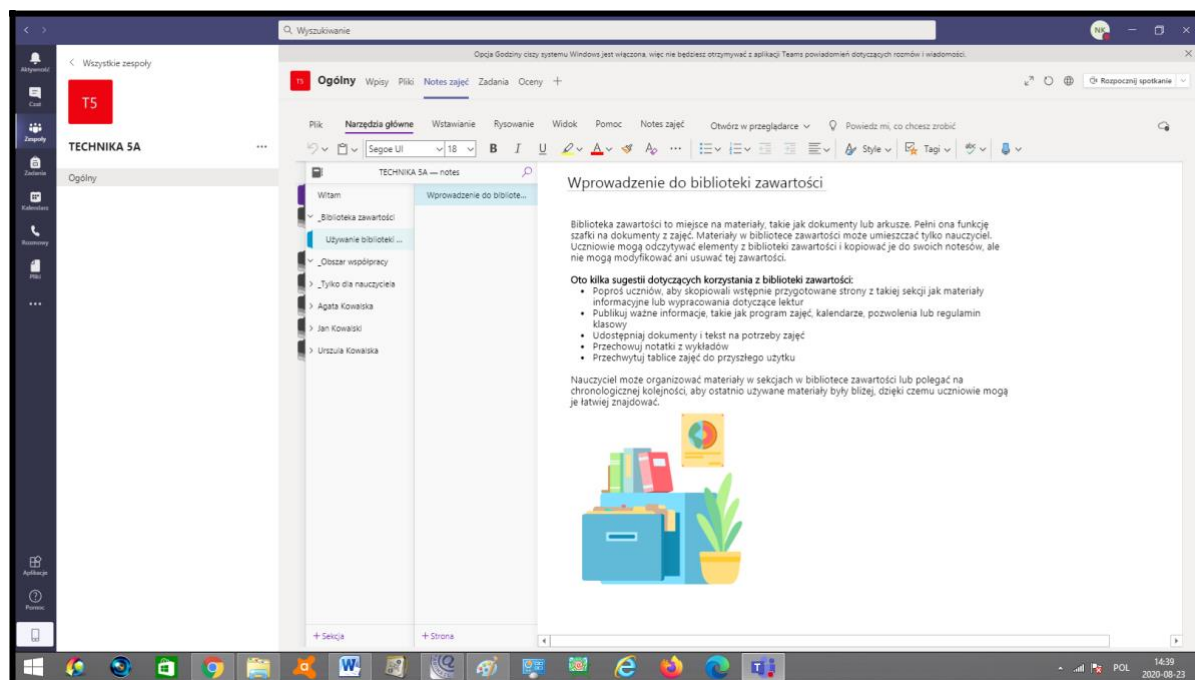 Wyszukiwanie
NK
Opcja Godziny ciszy systemu Windows jest włączona, więc nie będziesz otrzymywać z aplikacji Teams powiadomień dotyczących rozmów i wiadomości.
Aktywność
Czat
Zespoły
Zadania
Kalendarz
Rozmowy
Pliki
Aplikacje
Pomoc
Wszystkie zespoły
T5
TECHNIKA 5A
Ogólny
T5 Ogólny Wpisy Pliki Notes zajęć Zadania Oceny
Rozpocznij spotkanie
Plik Narzędzia główne Wstawianie Rysowanie Widok Pomoc Notes zajęć Otwórz w przeglądarce Powiedz mi, co chcesz zrobić
Segoe UI 18 B I U A Style Tagi
TECHNIKA 5A — notes
Witam
_Biblioteka zawartości
Używanie biblioteki ...
_Obszar współpracy
_Tylko dla nauczyciela
Agata Kowalska
Jan Kowalski
Urszula Kowalska
+ Sekcja
Wprowadzenie do bibliote...
+ Strona
Wprowadzenie do biblioteki zawartości
Biblioteka zawartości to miejsce na materiały, takie jak dokumenty lub arkusze. Pełni ona funkcję
szafki na dokumenty z zajęć. Materiały w bibliotece zawartości może umieszczać tylko nauczyciel.
Uczniowie mogą odczytywać elementy z biblioteki zawartości i kopiować je do swoich notesów, ale
nie mogą modyfikować ani usuwać tej zawartości.
Oto kilka sugestii dotyczących korzystania z biblioteki zawartości:
• Poproś uczniów, aby skopiowali wstępnie przygotowane strony z takiej sekcji jak materiały
informacyjne lub wypracowania dotyczące lektur
• Publikuj ważne informacje, takie jak program zajęć, kalendarze, pozwolenia lub regulamin
klasowy
• Udostępniaj dokumenty i tekst na potrzeby zajęć
• Przechowuj notatki z wykładów
• Przechwytuj tablice zajęć do przyszłego użytku
Nauczyciel może organizować materiały w sekcjach w bibliotece zawartości lub polegać na
chronologicznej kolejności, aby ostatnio używane materiały były bliżej, dzięki czemu uczniowie mogą
je łatwiej znajdować.
POL
14:39
2020-08-23